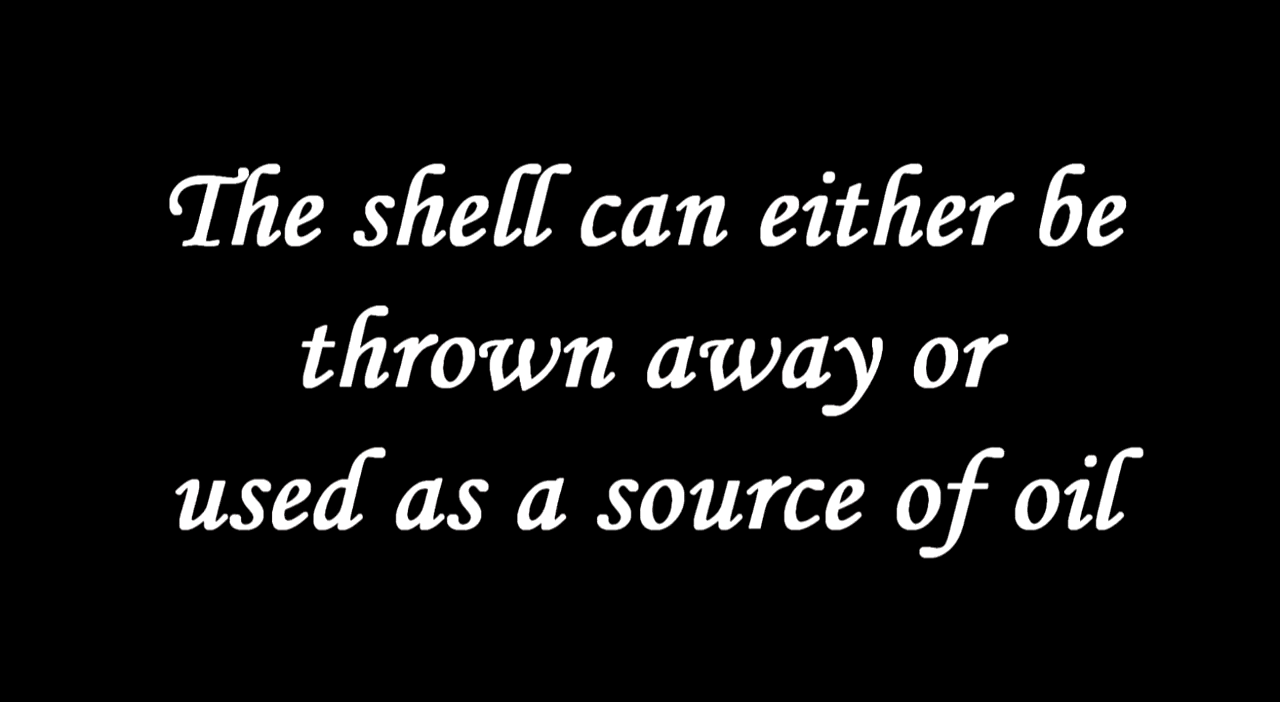 The shell can either be
thrown away or
used as a source of oil